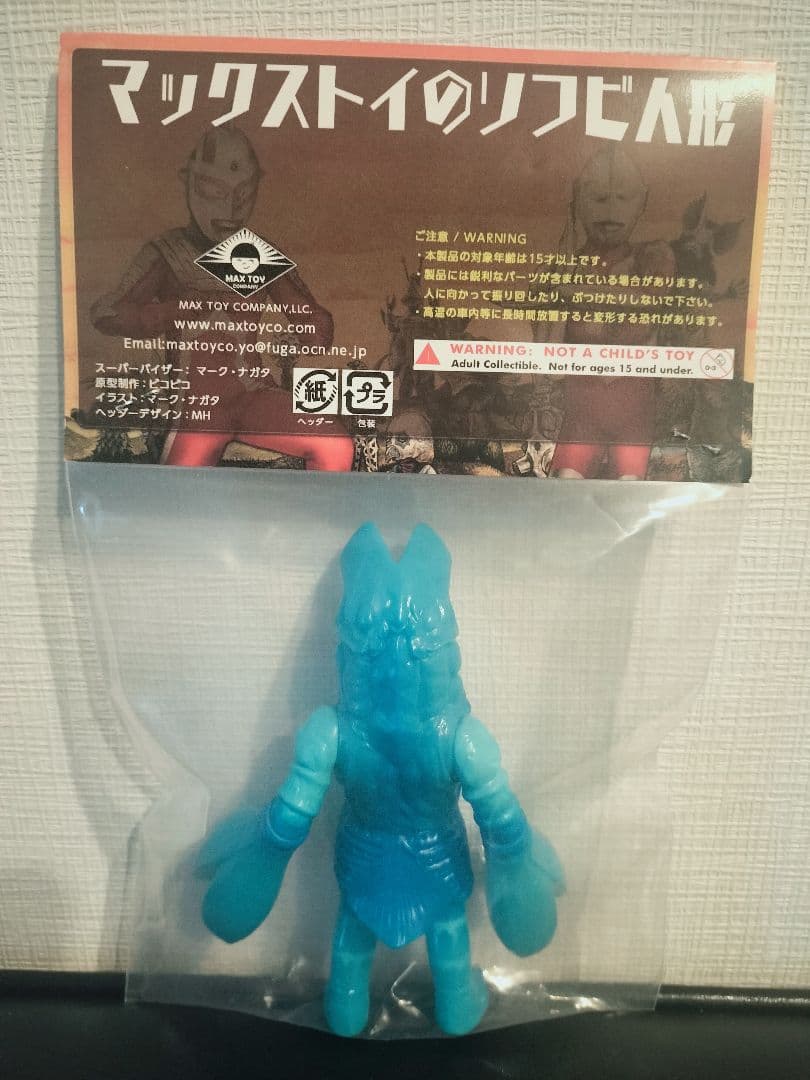 マックストイのソフビ人形
MAX TOY
COMPANY
MAX TOY COMPANY,LLC.
www.maxtoyco.com
Email:maxtoyco.yo@fuga.ocn.ne.jp
スーパーバイザー：マーク・ナガタ
原型制作：ピコピコ
イラスト：マーク・ナガタ
ヘッダーデザイン：MH
紙
ヘッダー
プラ
包装
ご注意 / WARNING
・本製品の対象年齢は15才以上です。
・製品には鋭利なパーツが含まれている場合があります。
人に向かって振り回したり、ぶつけたりしないで下さい。
・高温の車内等に長時間放置すると変形する恐れがあります。
WARNING: NOT A CHILD'S TOY
Adult Collectible. Not for ages 15 and under.
0-3